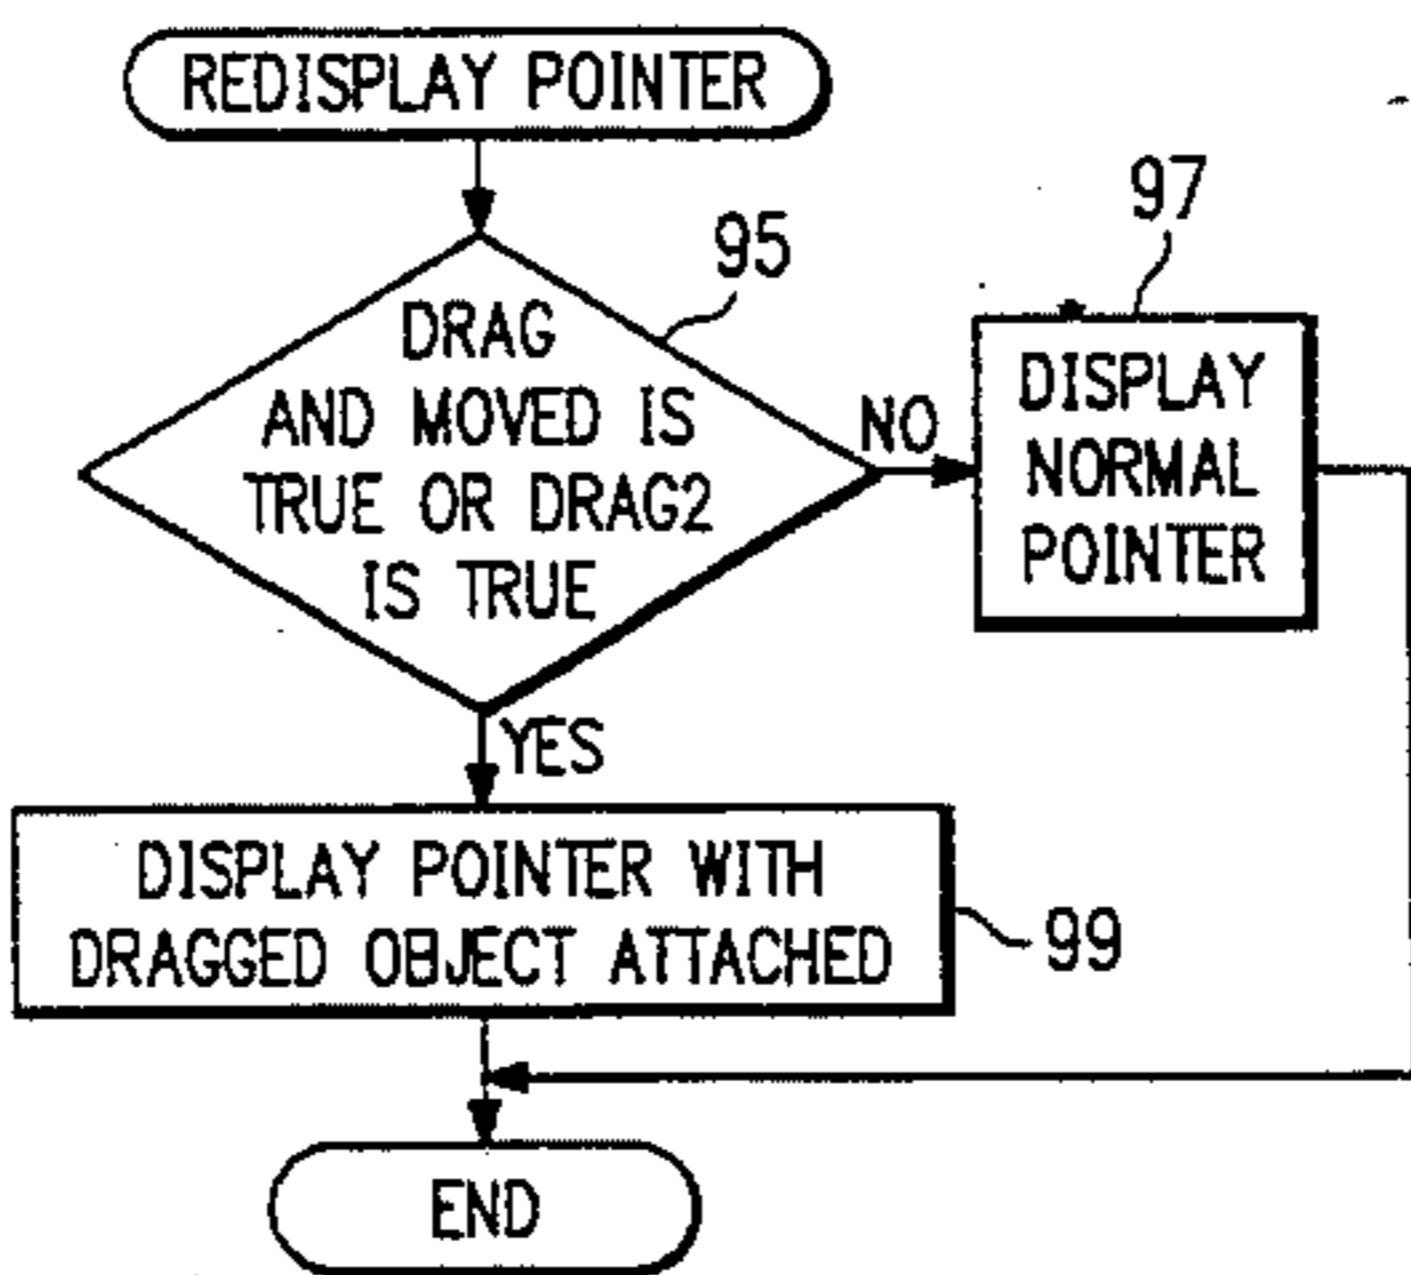 REDISPLAY POINTER
95
DRAG
AND MOVED IS
TRUE OR DRAG2
IS TRUE
NO
97
DISPLAY
NORMAL
POINTER
YES
DISPLAY POINTER WITH
DRAGGED OBJECT ATTACHED
99
END